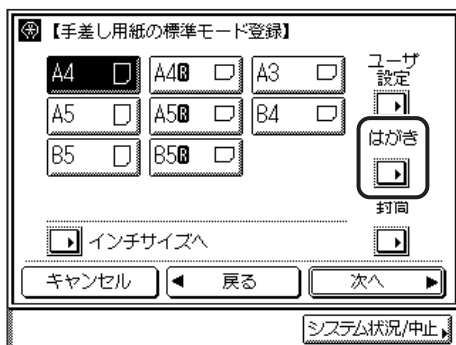 【手差し用紙の標準モード登録】
A4 A4R A3
A5 A5R B4
B5 B5R
ユーザ
設定
はがき
封筒
インチサイズへ
キャンセル
戻る
次へ
システム状況/中止